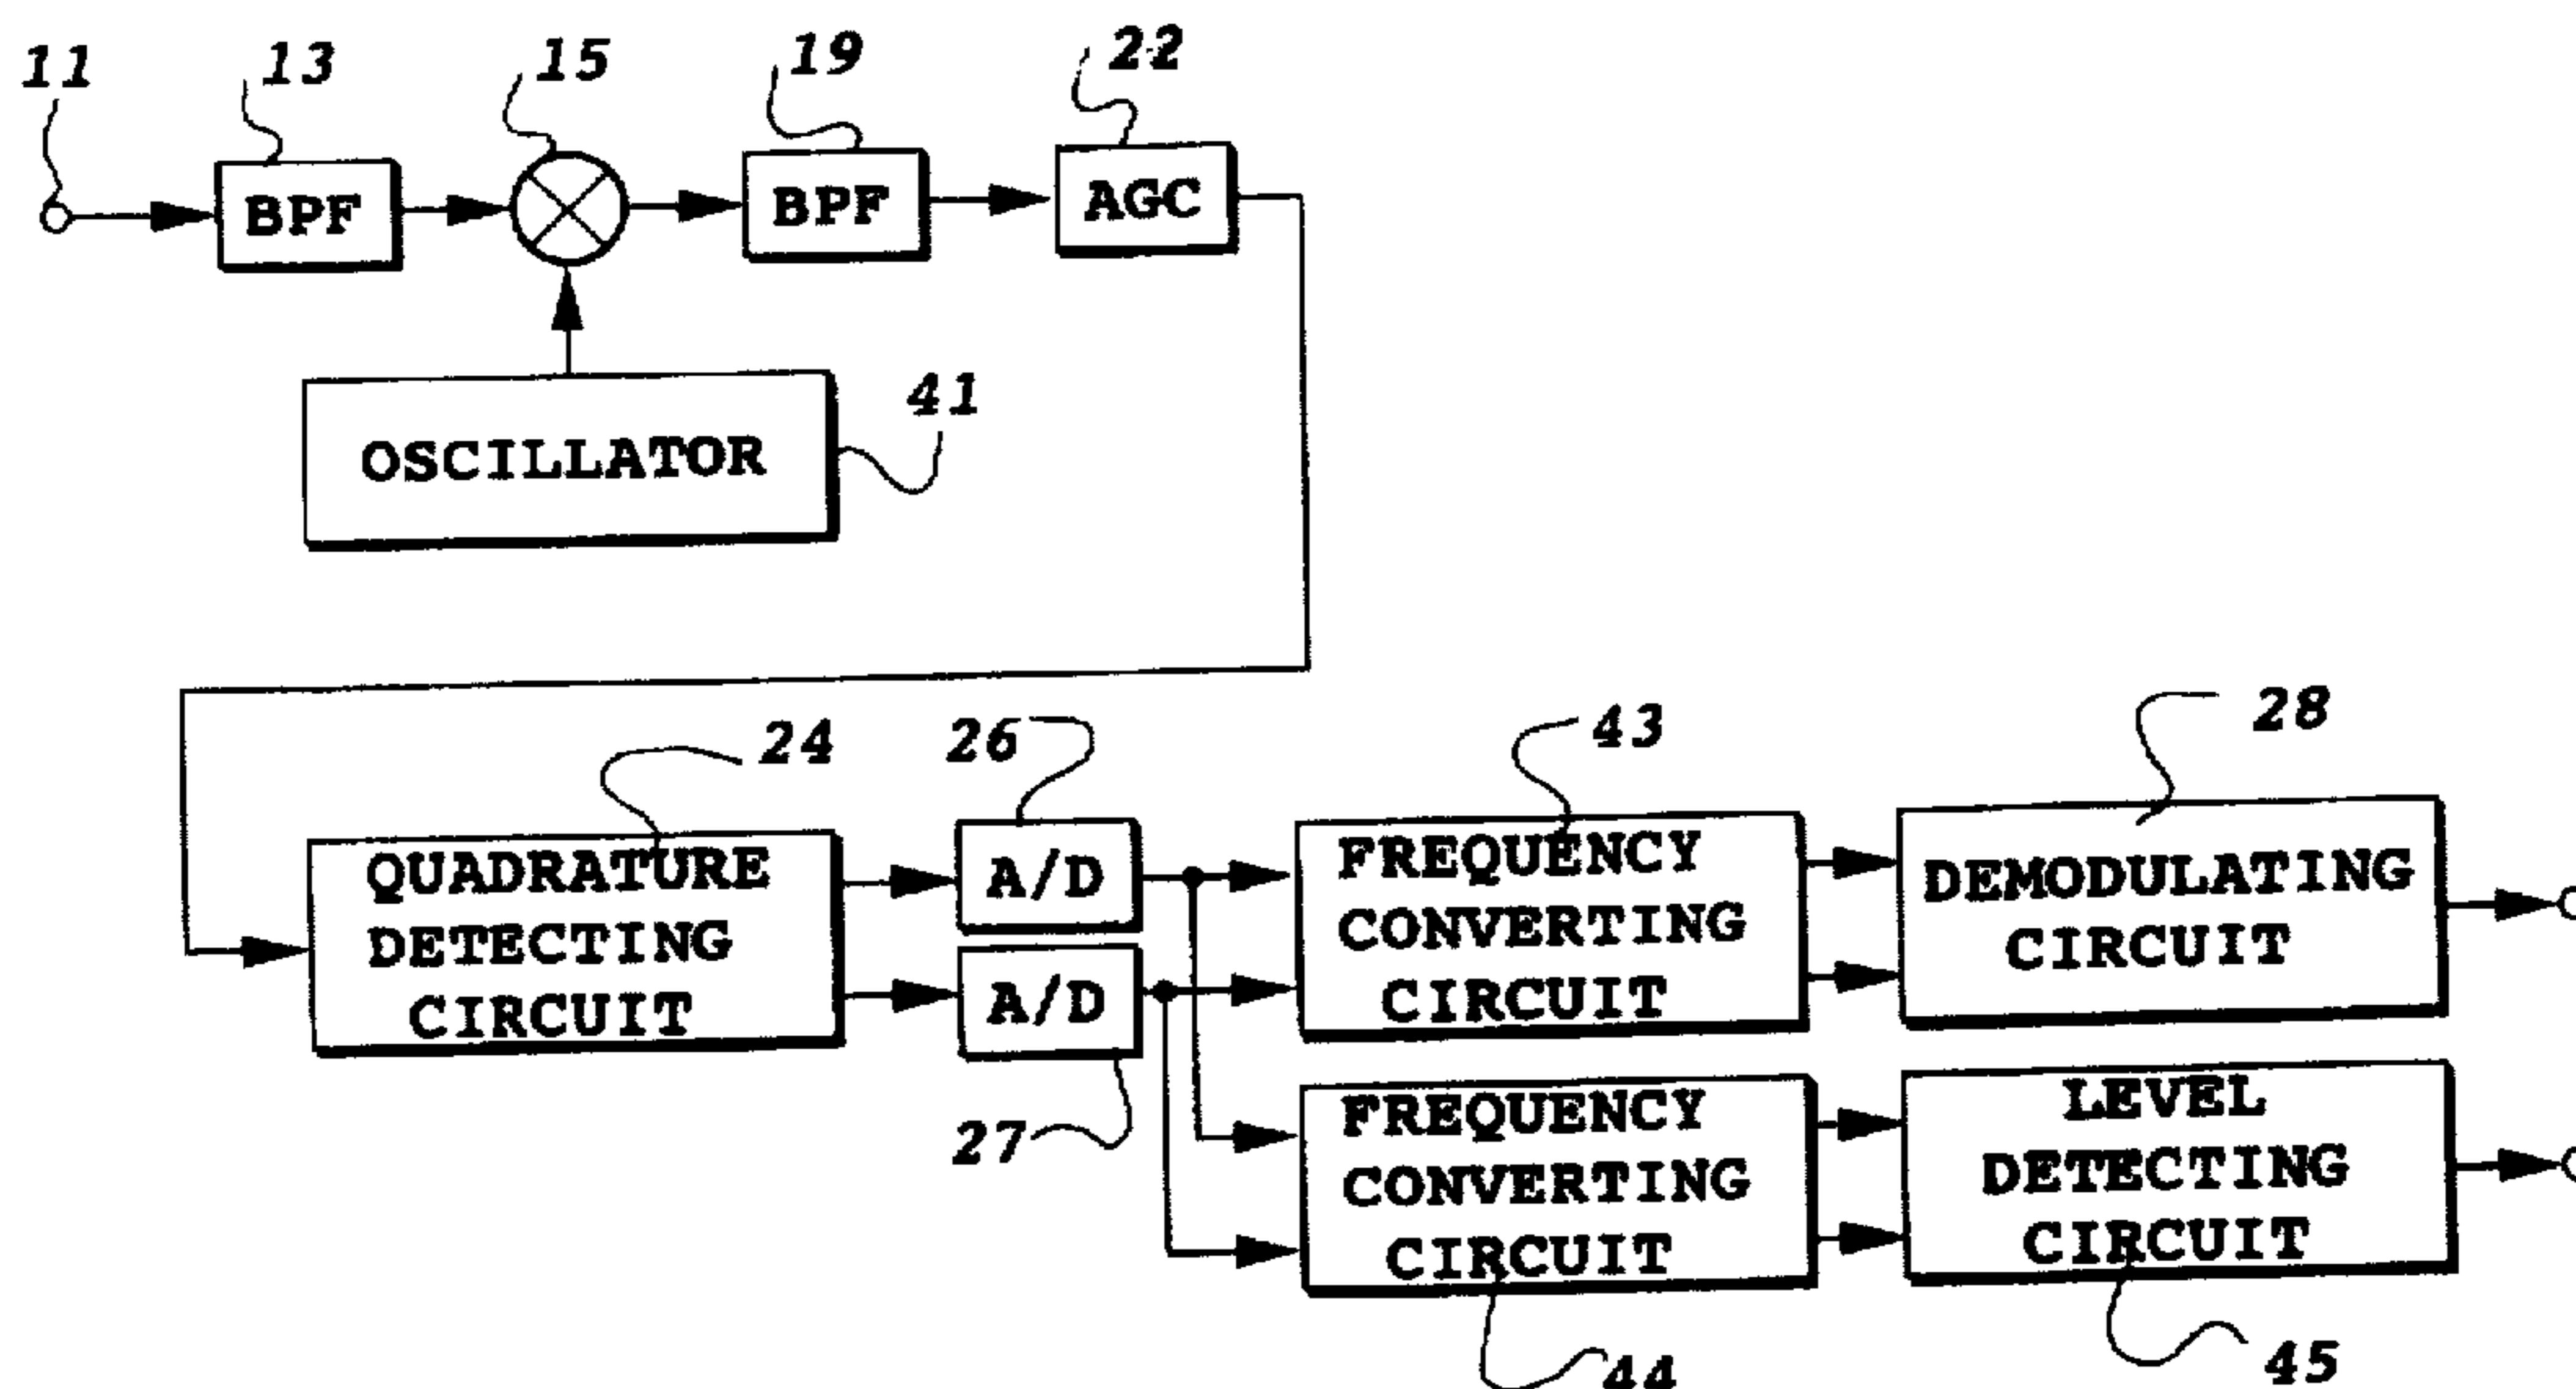 11
13
15
19
22
BPF
BPF
AGC
41
OSCILLATOR
24
26
43
28
QUADRATURE
DETECTING
CIRCUIT
A/D
A/D
27
FREQUENCY
CONVERTING
CIRCUIT
DEMODULATING
CIRCUIT
FREQUENCY
CONVERTING
CIRCUIT
LEVEL
DETECTING
CIRCUIT
44
45